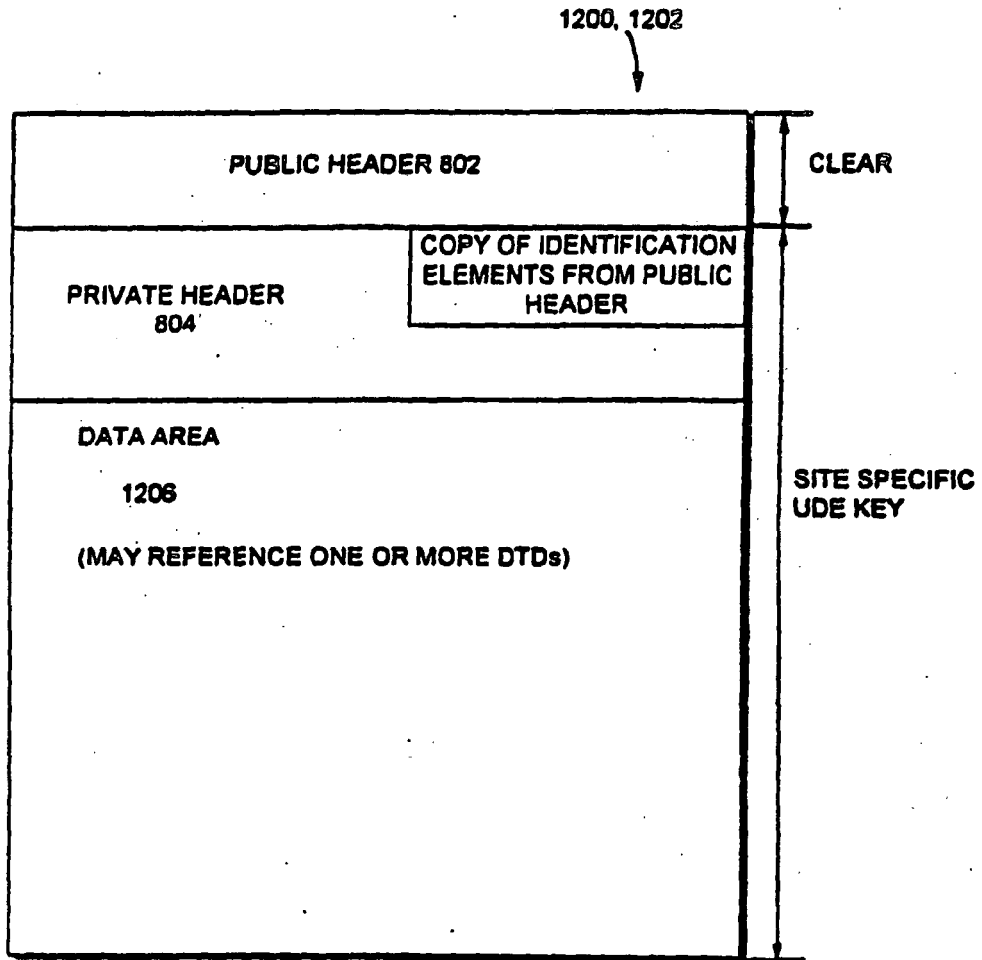 1200, 1202
PUBLIC HEADER 802
CLEAR
COPY OF IDENTIFICATION
ELEMENTS FROM PUBLIC
HEADER
PRIVATE HEADER
804
DATA AREA
1206
(MAY REFERENCE ONE OR MORE DTDs)
SITE SPECIFIC
UDE KEY